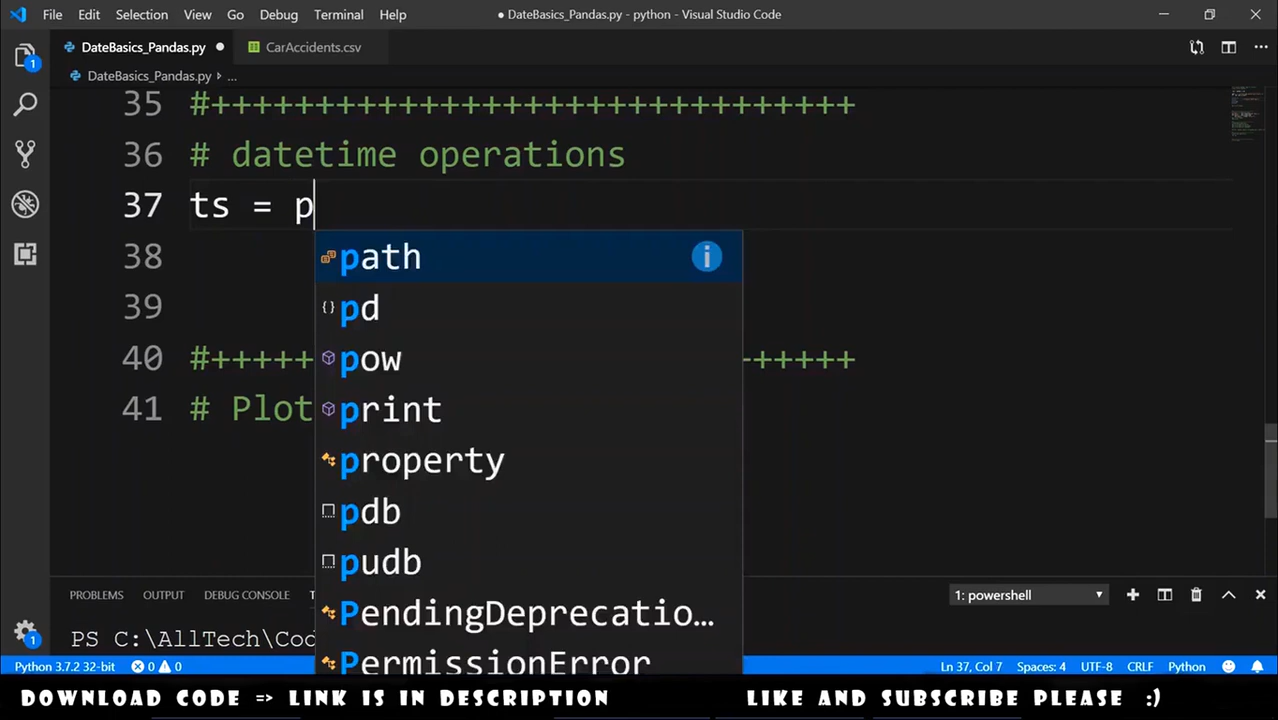 File Edit Selection View Go Debug Terminal Help ● DateBasics_Pandas.py - python - Visual Studio Code
DateBasics_Pandas.py ● CarAccidents.csv
DateBasics_Pandas.py › ...
35 #+++++++++++++++++++++++++++++++
36 # datetime operations
37 ts = p
38
39
40 #+++++ +++++
41 # Plot
path
pd
pow
print
property
pdb
pudb
PendingDeprecatio...
PermissionError
PROBLEMS OUTPUT DEBUG CONSOLE T 1: powershell
PS C:\AllTech\Cod
Python 3.7.2 32-bit 0 0 Ln 37, Col 7 Spaces: 4 UTF-8 CRLF Python
DOWNLOAD CODE => LINK IS IN DESCRIPTION LIKE AND SUBSCRIBE PLEASE :)